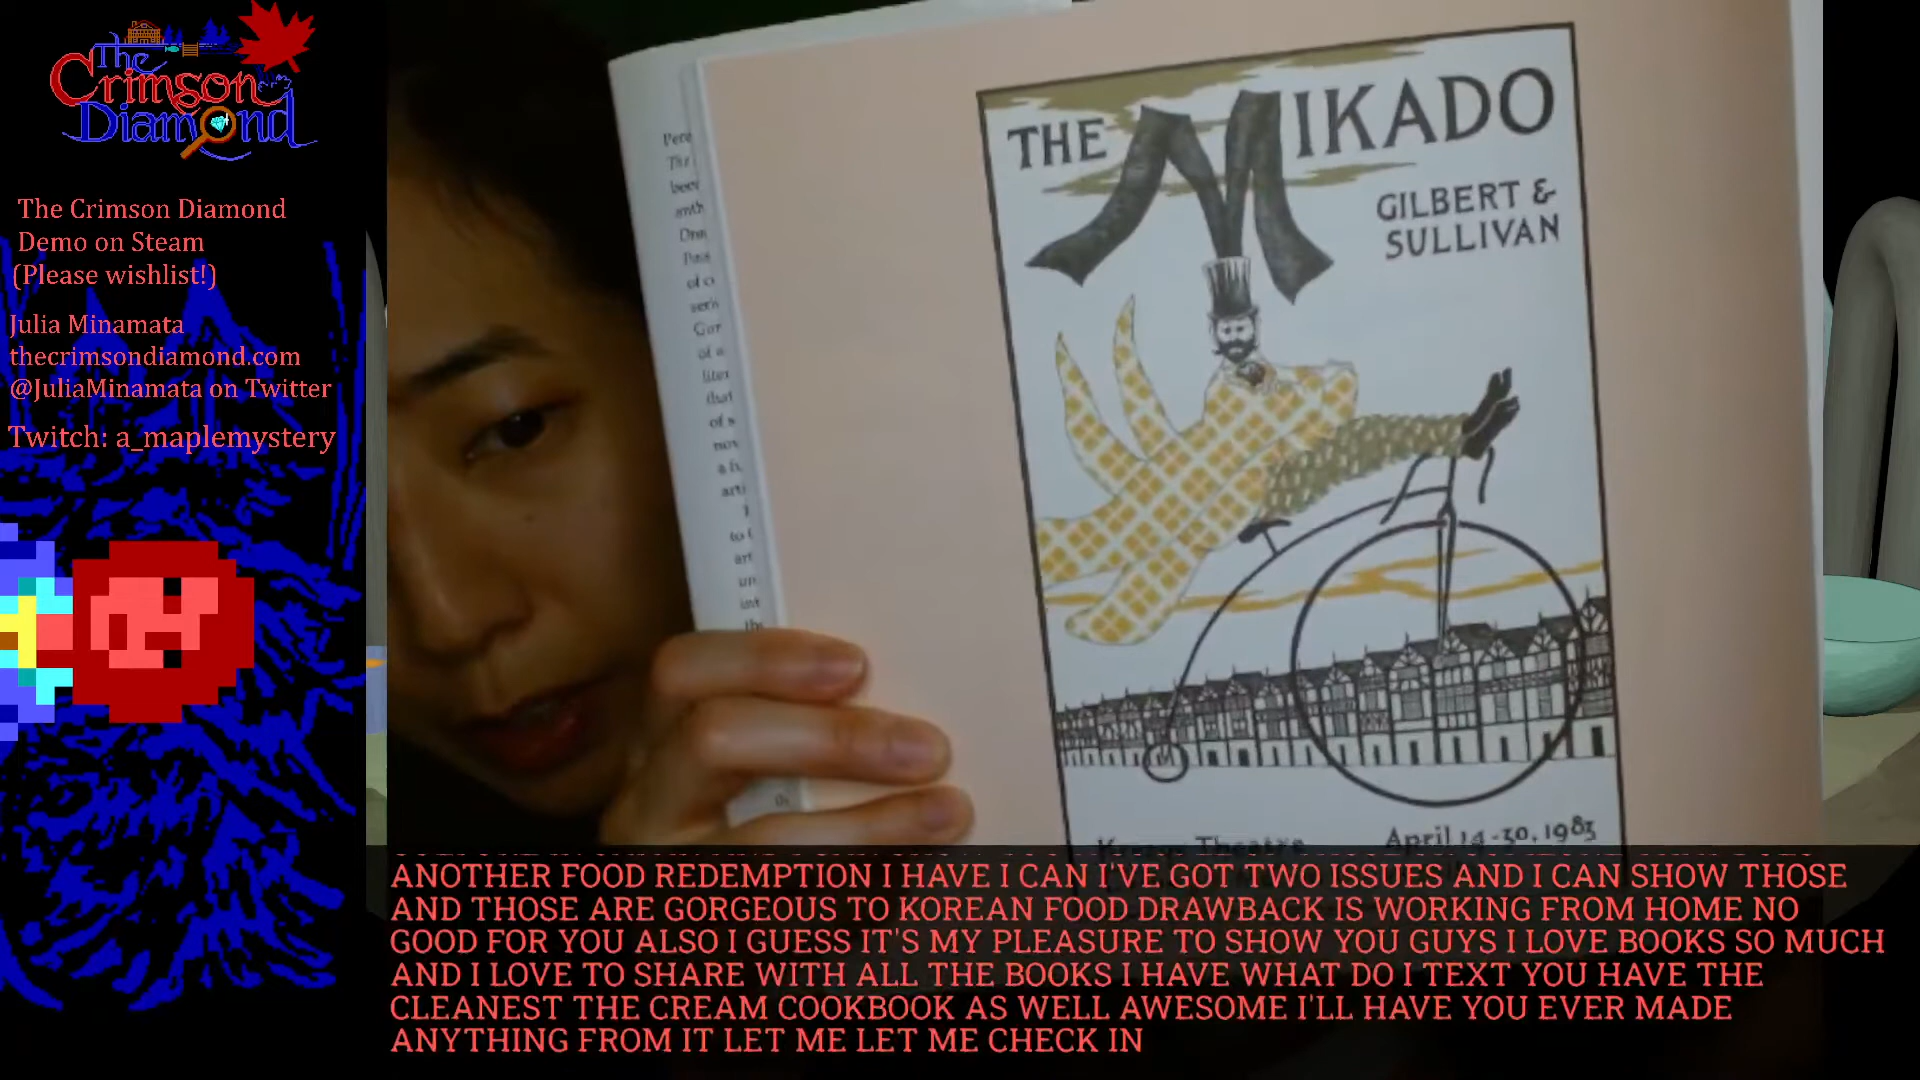 The
Crimson
Diamond
The Crimson Diamond
Demo on Steam
(Please wishlist!)
Julia Minamata
thecrimsondiamond.com
@JuliaMinamata on Twitter
Twitch: a_maplemystery
THE MIKADO
GILBERT &
SULLIVAN
April 14-30, 1983
ANOTHER FOOD REDEMPTION I HAVE I CAN I'VE GOT TWO ISSUES AND I CAN SHOW THOSE
AND THOSE ARE GORGEOUS TO KOREAN FOOD DRAWBACK IS WORKING FROM HOME NO
GOOD FOR YOU ALSO I GUESS IT'S MY PLEASURE TO SHOW YOU GUYS I LOVE BOOKS SO MUCH
AND I LOVE TO SHARE WITH ALL THE BOOKS I HAVE WHAT DO I TEXT YOU HAVE THE
CLEANEST THE CREAM COOKBOOK AS WELL AWESOME I'LL HAVE YOU EVER MADE
ANYTHING FROM IT LET ME LET ME CHECK IN